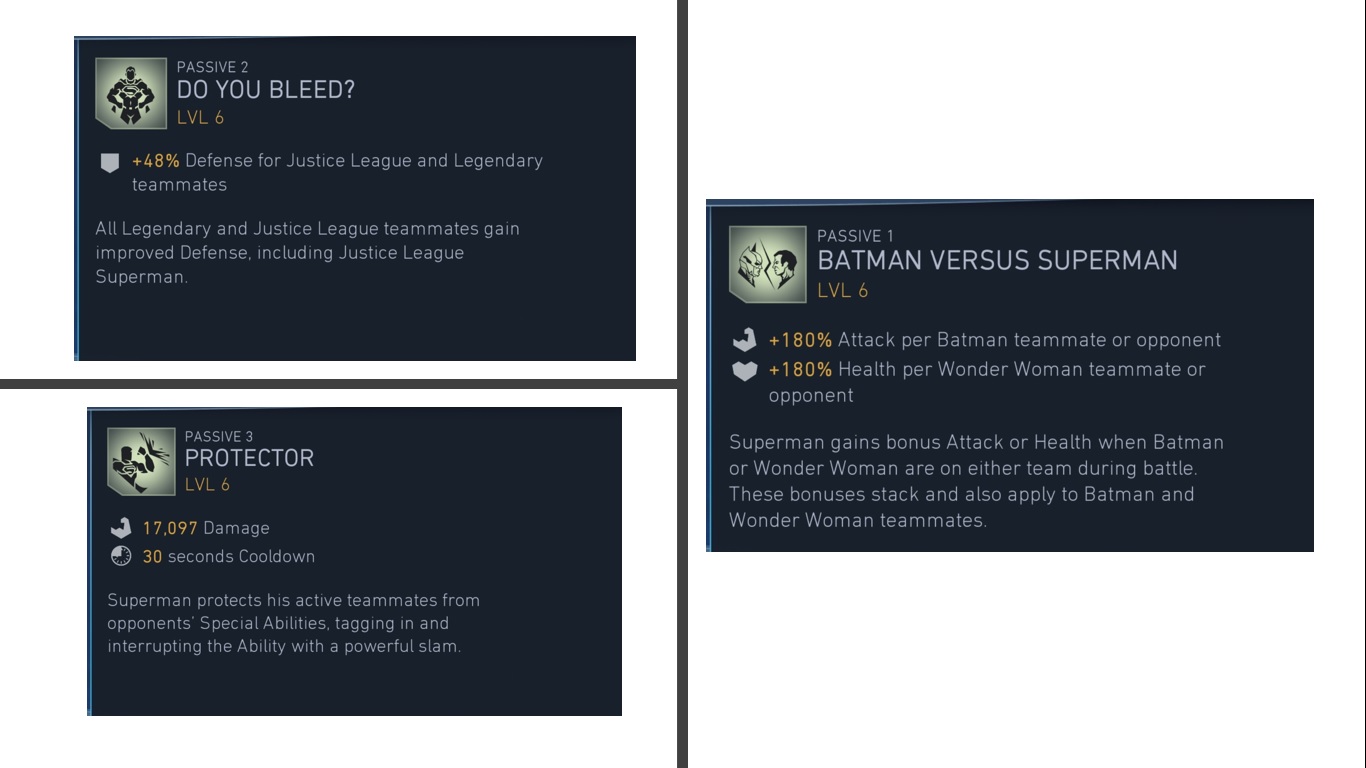 PASSIVE 2
DO YOU BLEED?
LVL 6
+48% Defense for Justice League and Legendary
teammates
All Legendary and Justice League teammates gain
improved Defense, including Justice League
Superman.
PASSIVE 3
PROTECTOR
LVL 6
17,097 Damage
30 seconds Cooldown
Superman protects his active teammates from
opponents' Special Abilities, tagging in and
interrupting the Ability with a powerful slam.
PASSIVE 1
BATMAN VERSUS SUPERMAN
LVL 6
+180% Attack per Batman teammate or opponent
+180% Health per Wonder Woman teammate or
opponent
Superman gains bonus Attack or Health when Batman
or Wonder Woman are on either team during battle.
These bonuses stack and also apply to Batman and
Wonder Woman teammates.